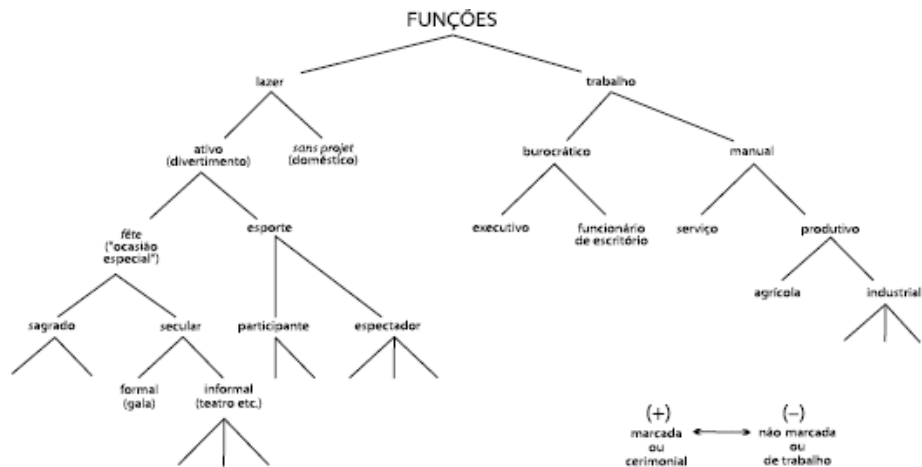 FUNÇÕES
lazer
trabalho
ativo
(divertimento)
sans projet
(doméstico)
burocrático
manual
fête
("ocasião
especial")
esporte
executivo
funcionário
de escritório
serviço
produtivo
sagrado
secular
participante
espectador
agrícola
industrial
formal
(gala)
informal
(teatro etc.)
(+)
marcada
ou
cerimonial
(–)
não marcada
ou
de trabalho